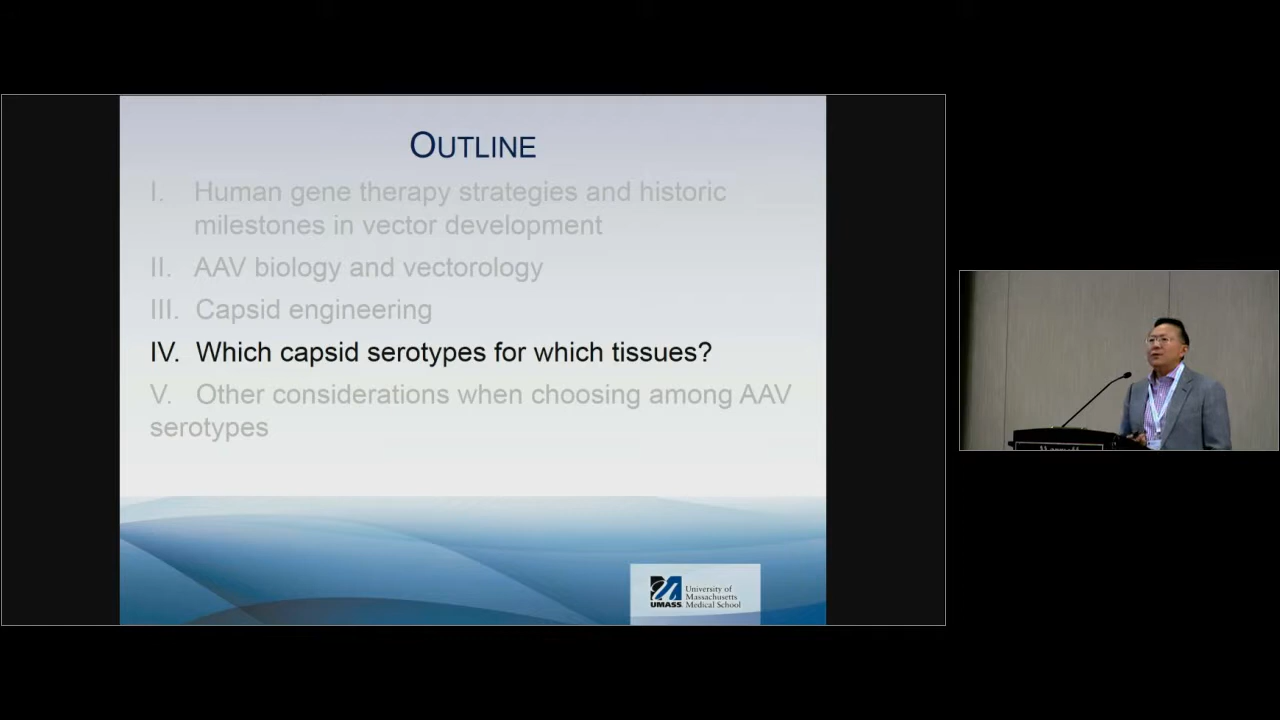 OUTLINE
I. Human gene therapy strategies and historic
milestones in vector development
II. AAV biology and vectorology
III. Capsid engineering
IV. Which capsid serotypes for which tissues?
V. Other considerations when choosing among AAV
serotypes
UMASS
University of
Massachusetts
Medical School